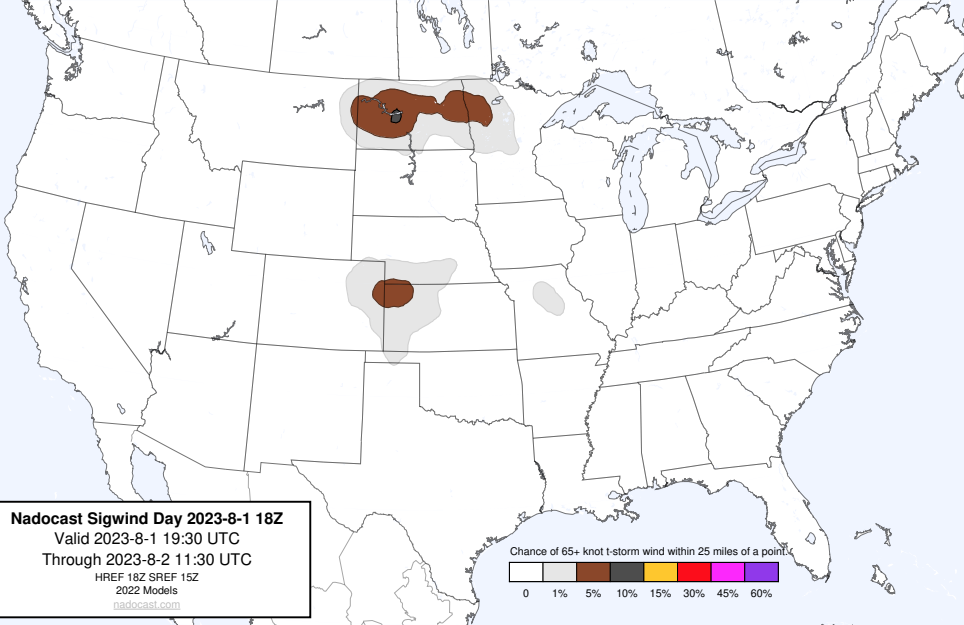 Nadocast Sigwind Day 2023-8-1 18Z
Valid 2023-8-1 19:30 UTC
Through 2023-8-2 11:30 UTC
HREF 18Z SREF 15Z
2022 Models
nadocast.com
Chance of 65+ knot t-storm wind within 25 miles of a point.
0 1% 5% 10% 15% 30% 45% 60%